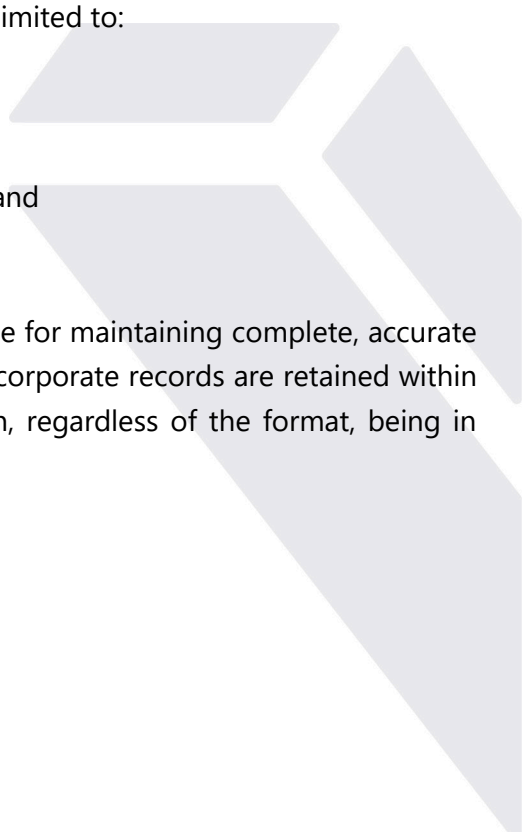 imited to:
and
e for maintaining complete, accurate
corporate records are retained within
n, regardless of the format, being in